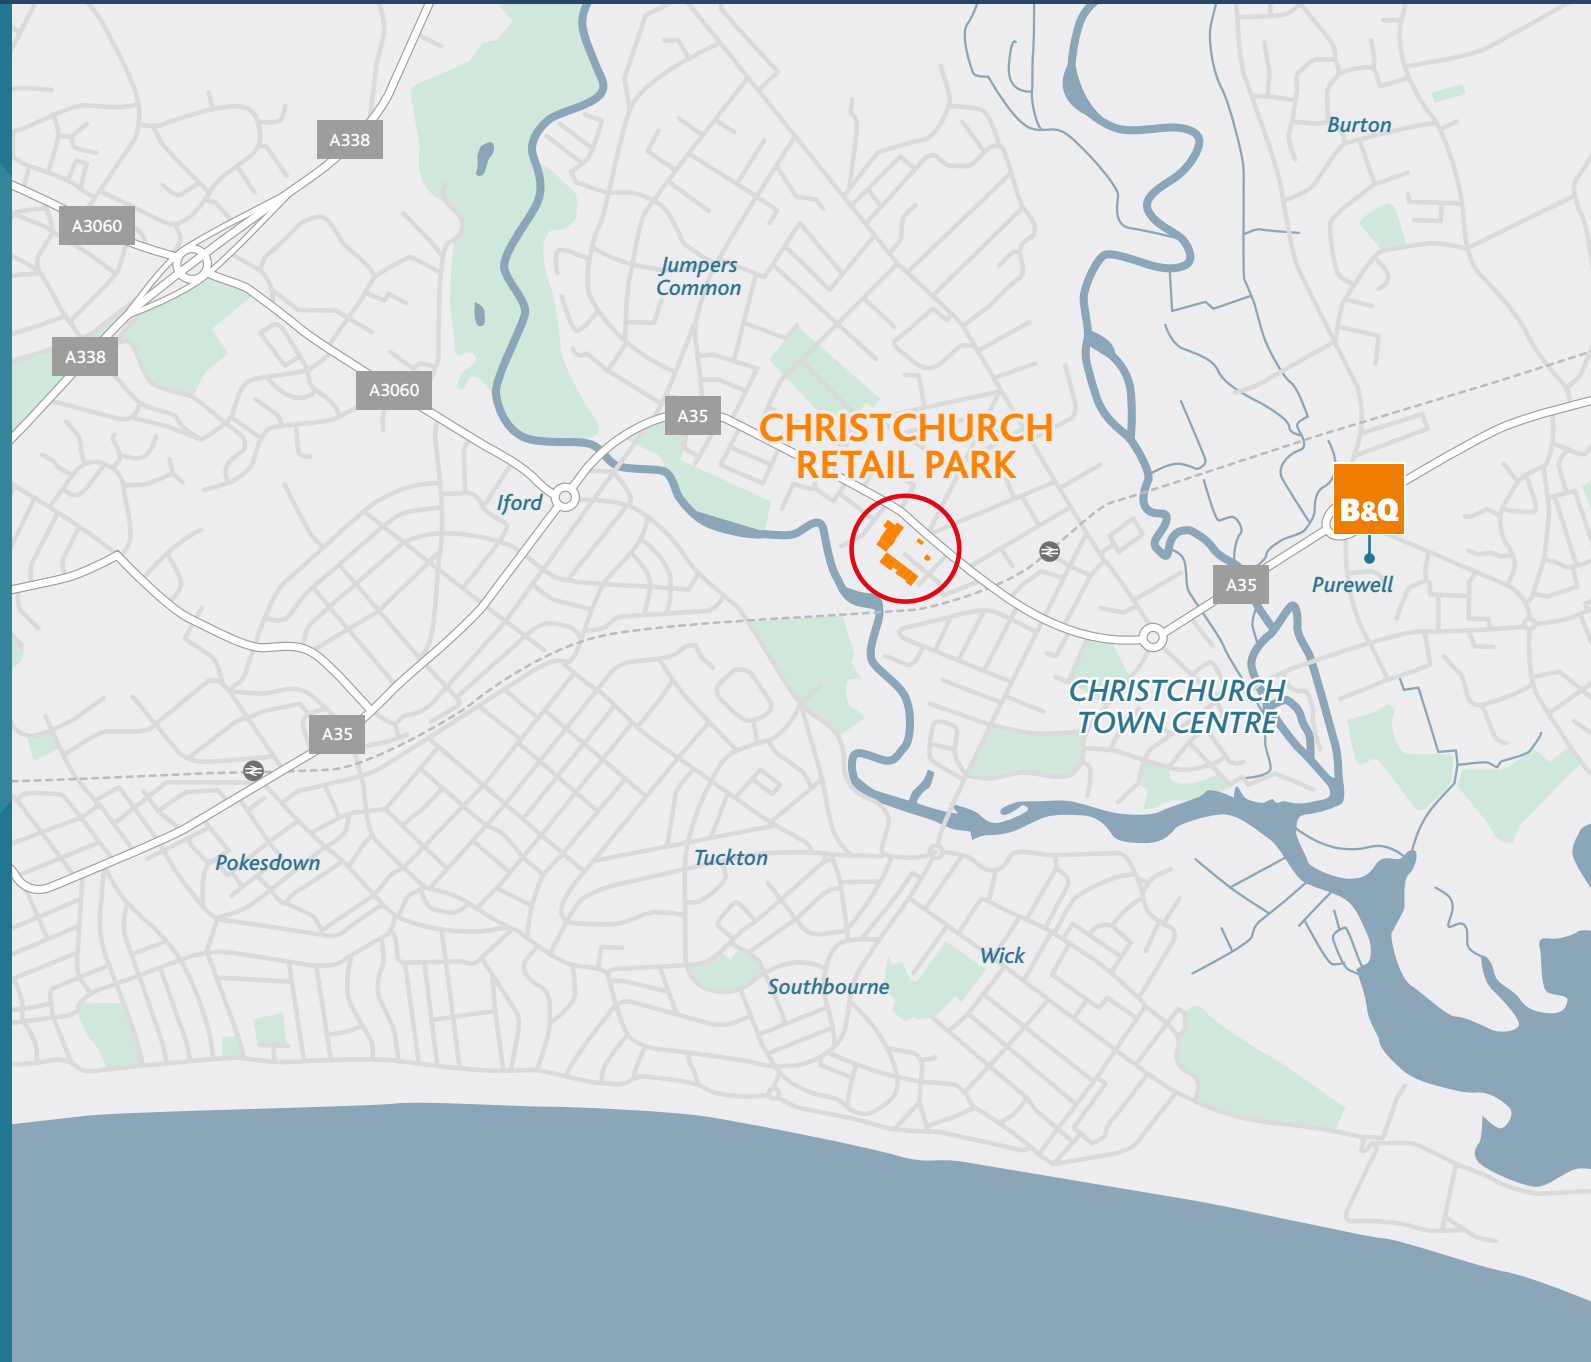 Burton
A338
A3060
Jumpers
Common
A338
A3060
A35
CHRISTCHURCH
RETAIL PARK
Iford
B&Q
A35
Purewell
CHRISTCHURCH
TOWN CENTRE
A35
Pokesdown
Tuckton
Wick
Southbourne